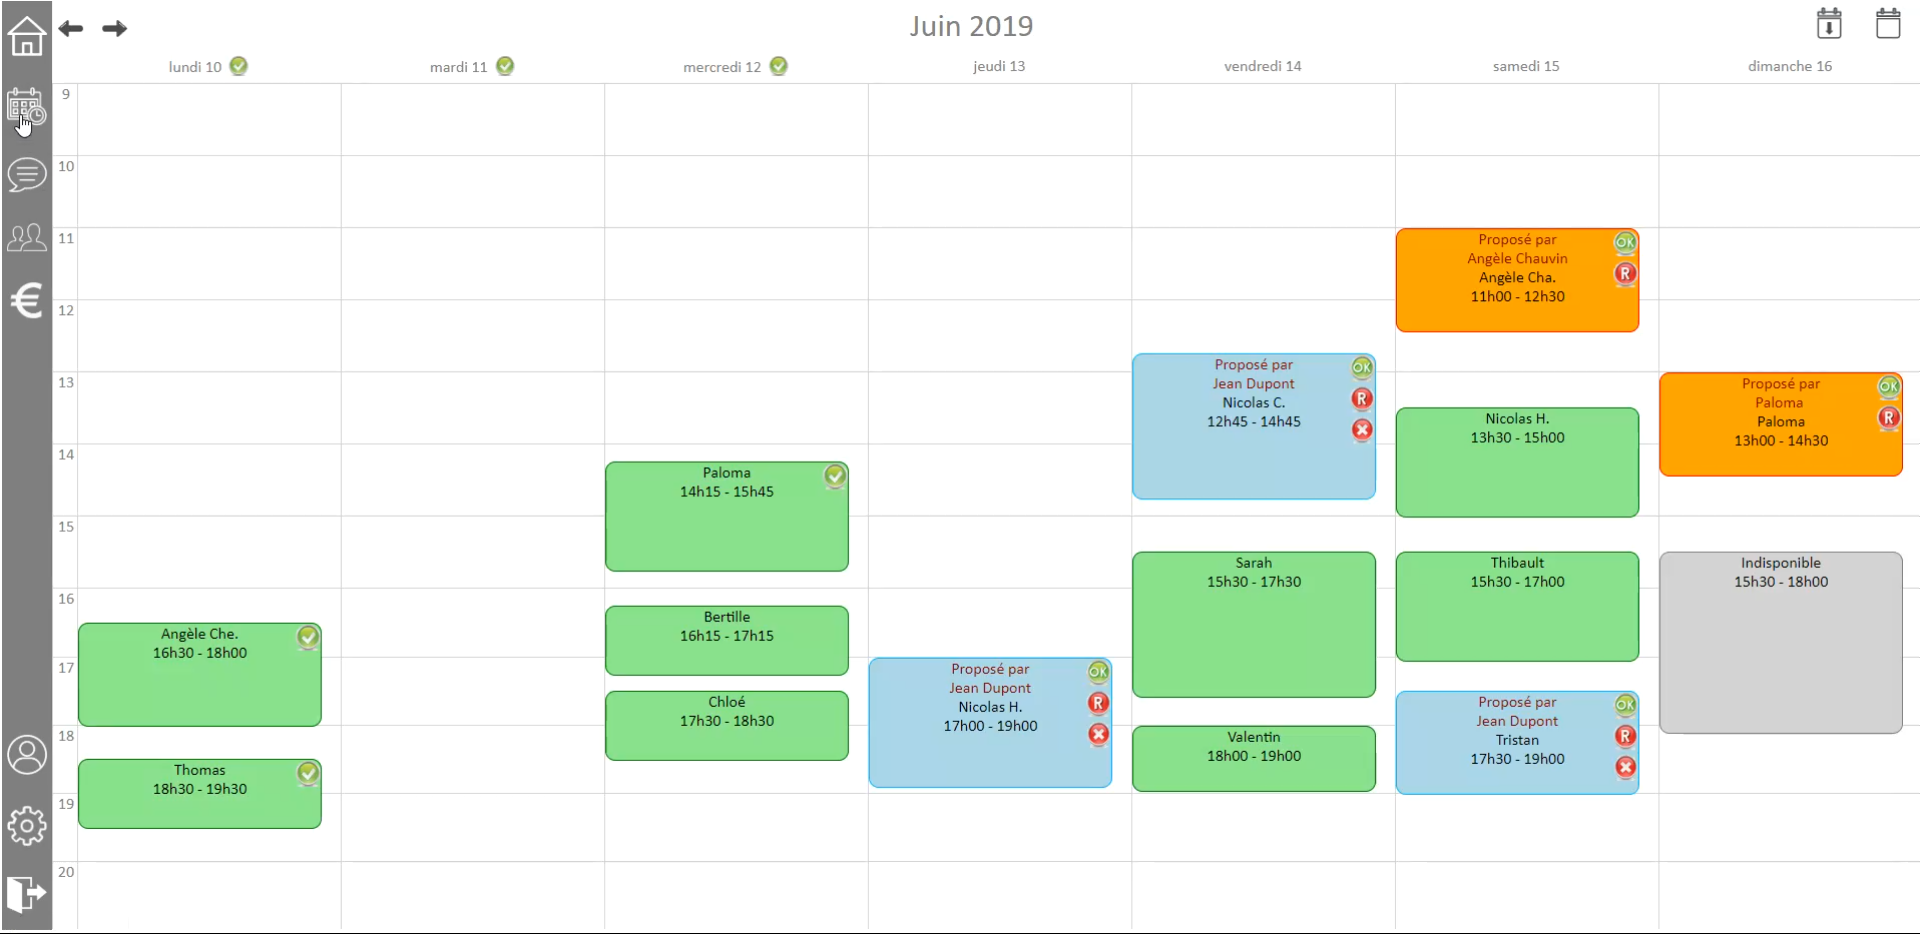 Juin 2019
lundi 10
mardi 11
mercredi 12
jeudi 13
vendredi 14
samedi 15
dimanche 16
9
10
11
12
13
14
15
16
17
18
19
20
Angèle Che.
16h30 - 18h00
Thomas
18h30 - 19h30
Paloma
14h15 - 15h45
Bertille
16h15 - 17h15
Chloé
17h30 - 18h30
Proposé par
Jean Dupont
Nicolas H.
17h00 - 19h00
OK
R
Proposé par
Jean Dupont
Nicolas C.
12h45 - 14h45
OK
R
Sarah
15h30 - 17h30
Valentin
18h00 - 19h00
Proposé par
Angèle Chauvin
Angèle Cha.
11h00 - 12h30
OK
R
Nicolas H.
13h30 - 15h00
Thibault
15h30 - 17h00
Proposé par
Jean Dupont
Tristan
17h30 - 19h00
OK
R
Proposé par
Paloma
Paloma
13h00 - 14h30
OK
R
Indisponible
15h30 - 18h00